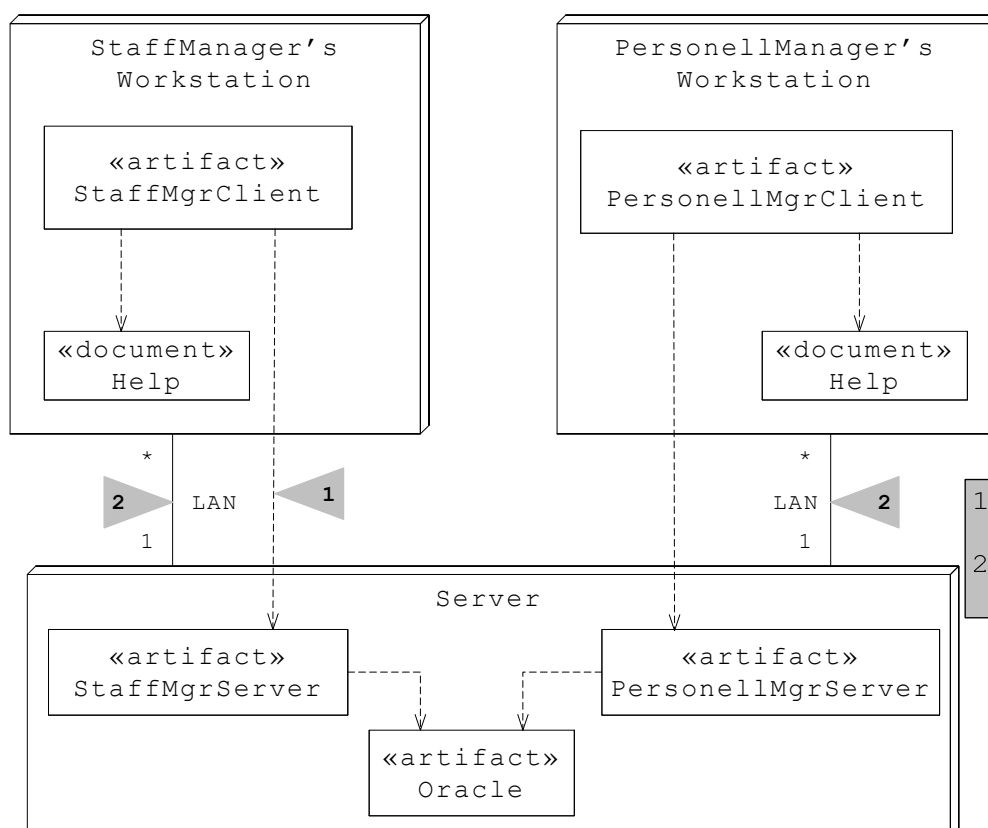 StaffManager’s
Workstation
«artifact»
StaffMgrClient
«document»
Help
PersonellManager’s
Workstation
«artifact»
PersonellMgrClient
«document»
Help
*
2
LAN
1
1
*
LAN
2
1
1
2
Server
«artifact»
StaffMgrServer
«artifact»
PersonellMgrServer
«artifact»
Oracle